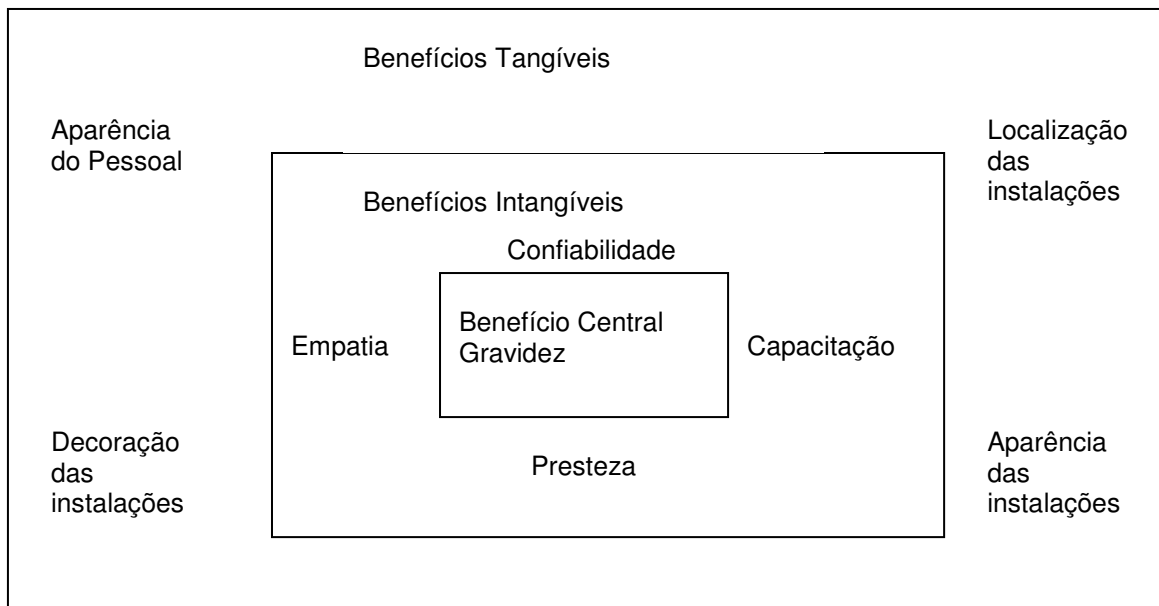 Benefícios Tangíveis
Aparência
do Pessoal
Localização
das
instalações
Benefícios Intangíveis
Confiabilidade
Empatia
Benefício Central
Gravidez
Capacitação
Presteza
Decoração
das
instalações
Aparência
das
instalações